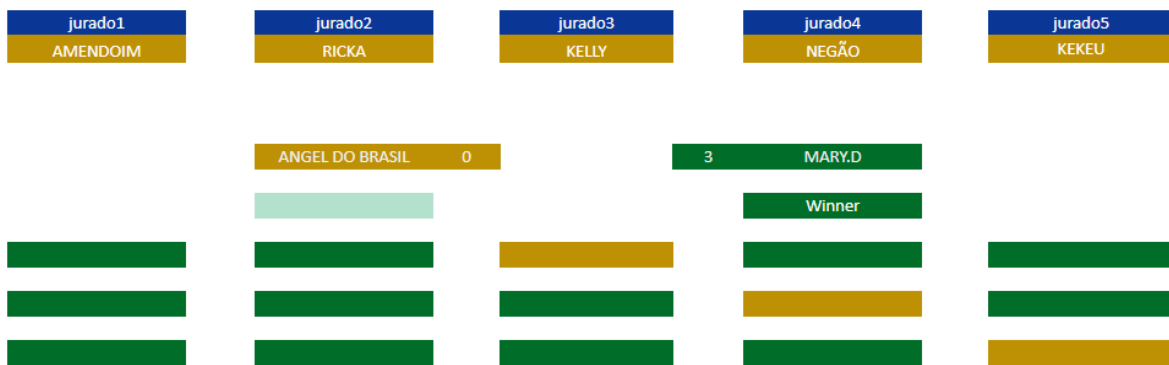 jurado1 jurado2 jurado3 jurado4 jurado5
AMENDOIM RICKA KELLY NEGÃO KEKEU
ANGEL DO BRASIL 0 3 MARY.D
Winner